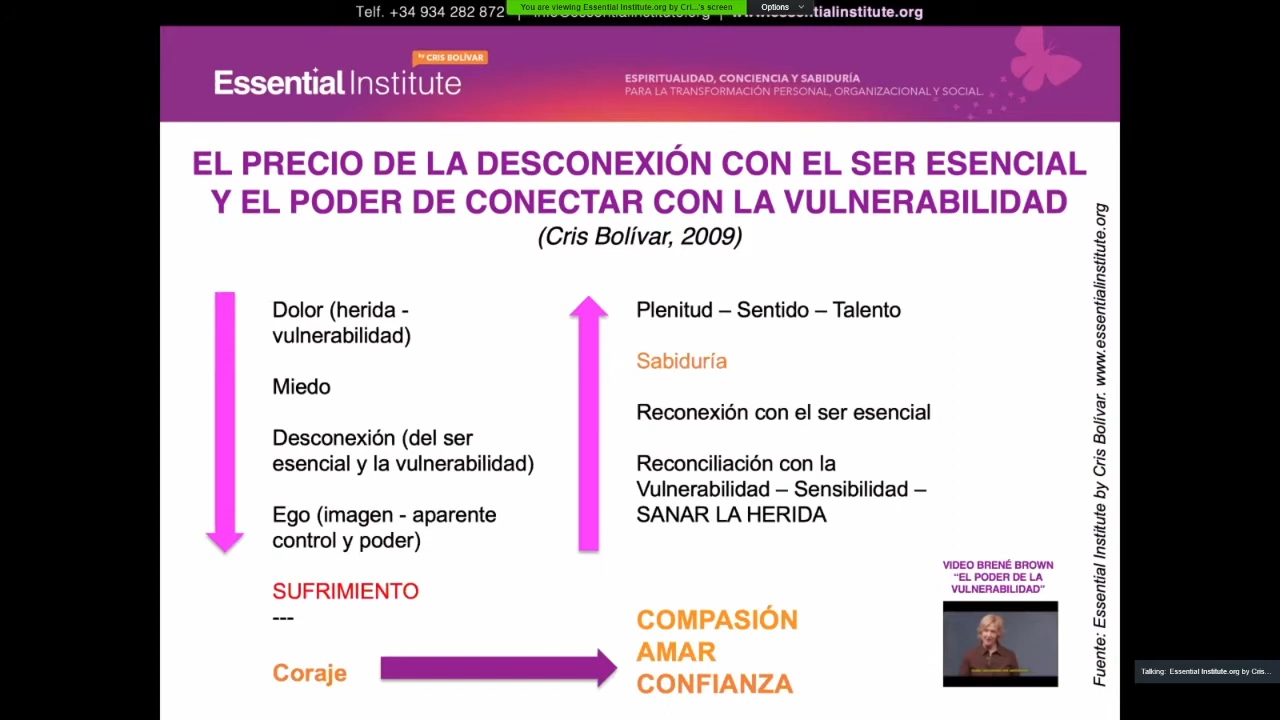 Telf. +34 934 282 872 | info@essentialinstitute.org | www.essentialinstitute.org
You are viewing Essential Institute.org by Cri...'s screen
Options
by CRIS BOLÍVAR
Essential Institute
ESPIRITUALIDAD, CONCIENCIA Y SABIDURÍA
PARA LA TRANSFORMACIÓN PERSONAL, ORGANIZACIONAL Y SOCIAL.
EL PRECIO DE LA DESCONEXIÓN CON EL SER ESENCIAL
Y EL PODER DE CONECTAR CON LA VULNERABILIDAD
(Cris Bolívar, 2009)
Dolor (herida -
vulnerabilidad)
Miedo
Desconexión (del ser
esencial y la vulnerabilidad)
Ego (imagen - aparente
control y poder)
SUFRIMIENTO
---
Coraje
Plenitud – Sentido – Talento
Sabiduría
Reconexión con el ser esencial
Reconciliación con la
Vulnerabilidad – Sensibilidad –
SANAR LA HERIDA
COMPASIÓN
AMAR
CONFIANZA
VIDEO BRENÉ BROWN
“EL PODER DE LA
VULNERABILIDAD”
Fuente: Essential Institute by Cris Bolívar. www.essentialinstitute.org
Talking: Essential Institute.org by Cris...